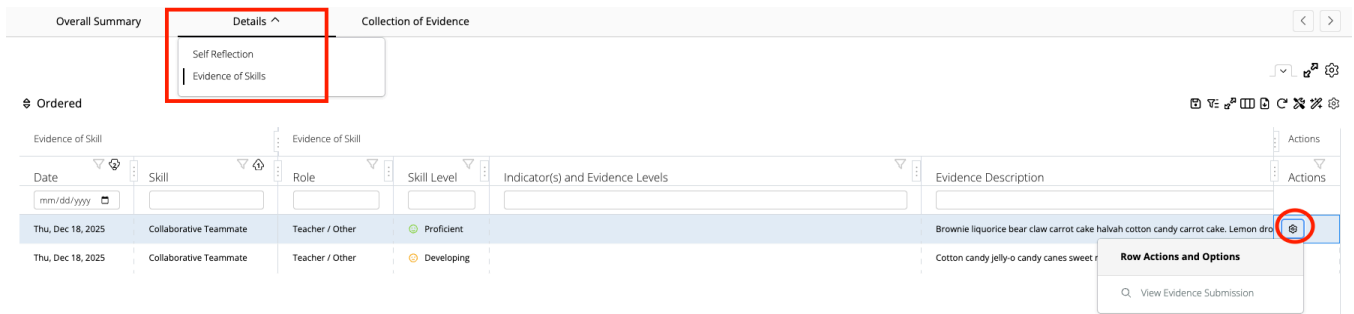 Overall Summary Details Collection of Evidence
Self Reflection
Evidence of Skills
Ordered
Evidence of Skill Evidence of Skill Actions
2 1
Date Skill Role Skill Level Indicator(s) and Evidence Levels Evidence Description Actions
mm/dd/yyyy
Thu, Dec 18, 2025 Collaborative Teammate Teacher / Other Proficient Brownie liquorice bear claw carrot cake halvah cotton candy carrot cake. Lemon dro
Thu, Dec 18, 2025 Collaborative Teammate Teacher / Other Developing Cotton candy jelly-o candy canes sweet
Row Actions and Options
View Evidence Submission